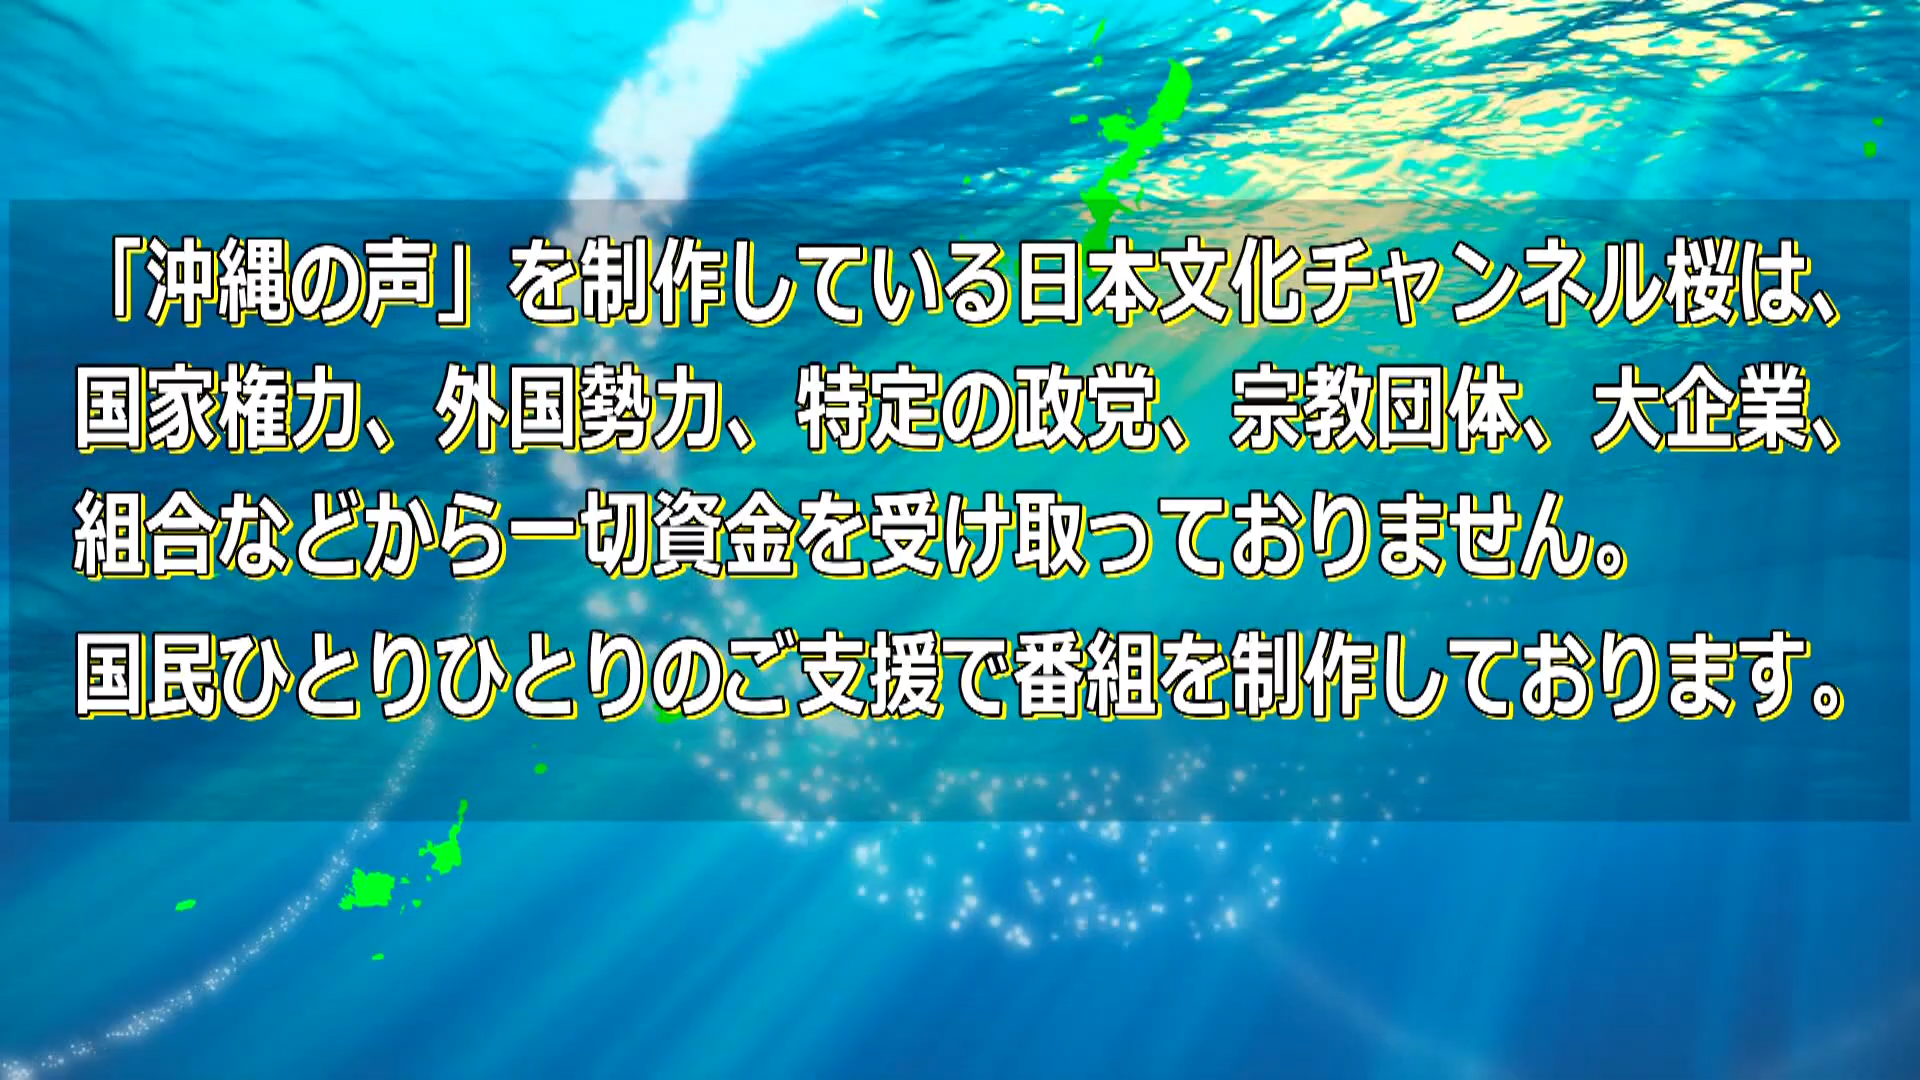 「沖縄の声」を制作している日本文化チャンネル桜は、
国家権力、外国勢力、特定の政党、宗教団体、大企業、
組合などから一切資金を受け取っておりません。
国民ひとりひとりのご支援で番組を制作しております。